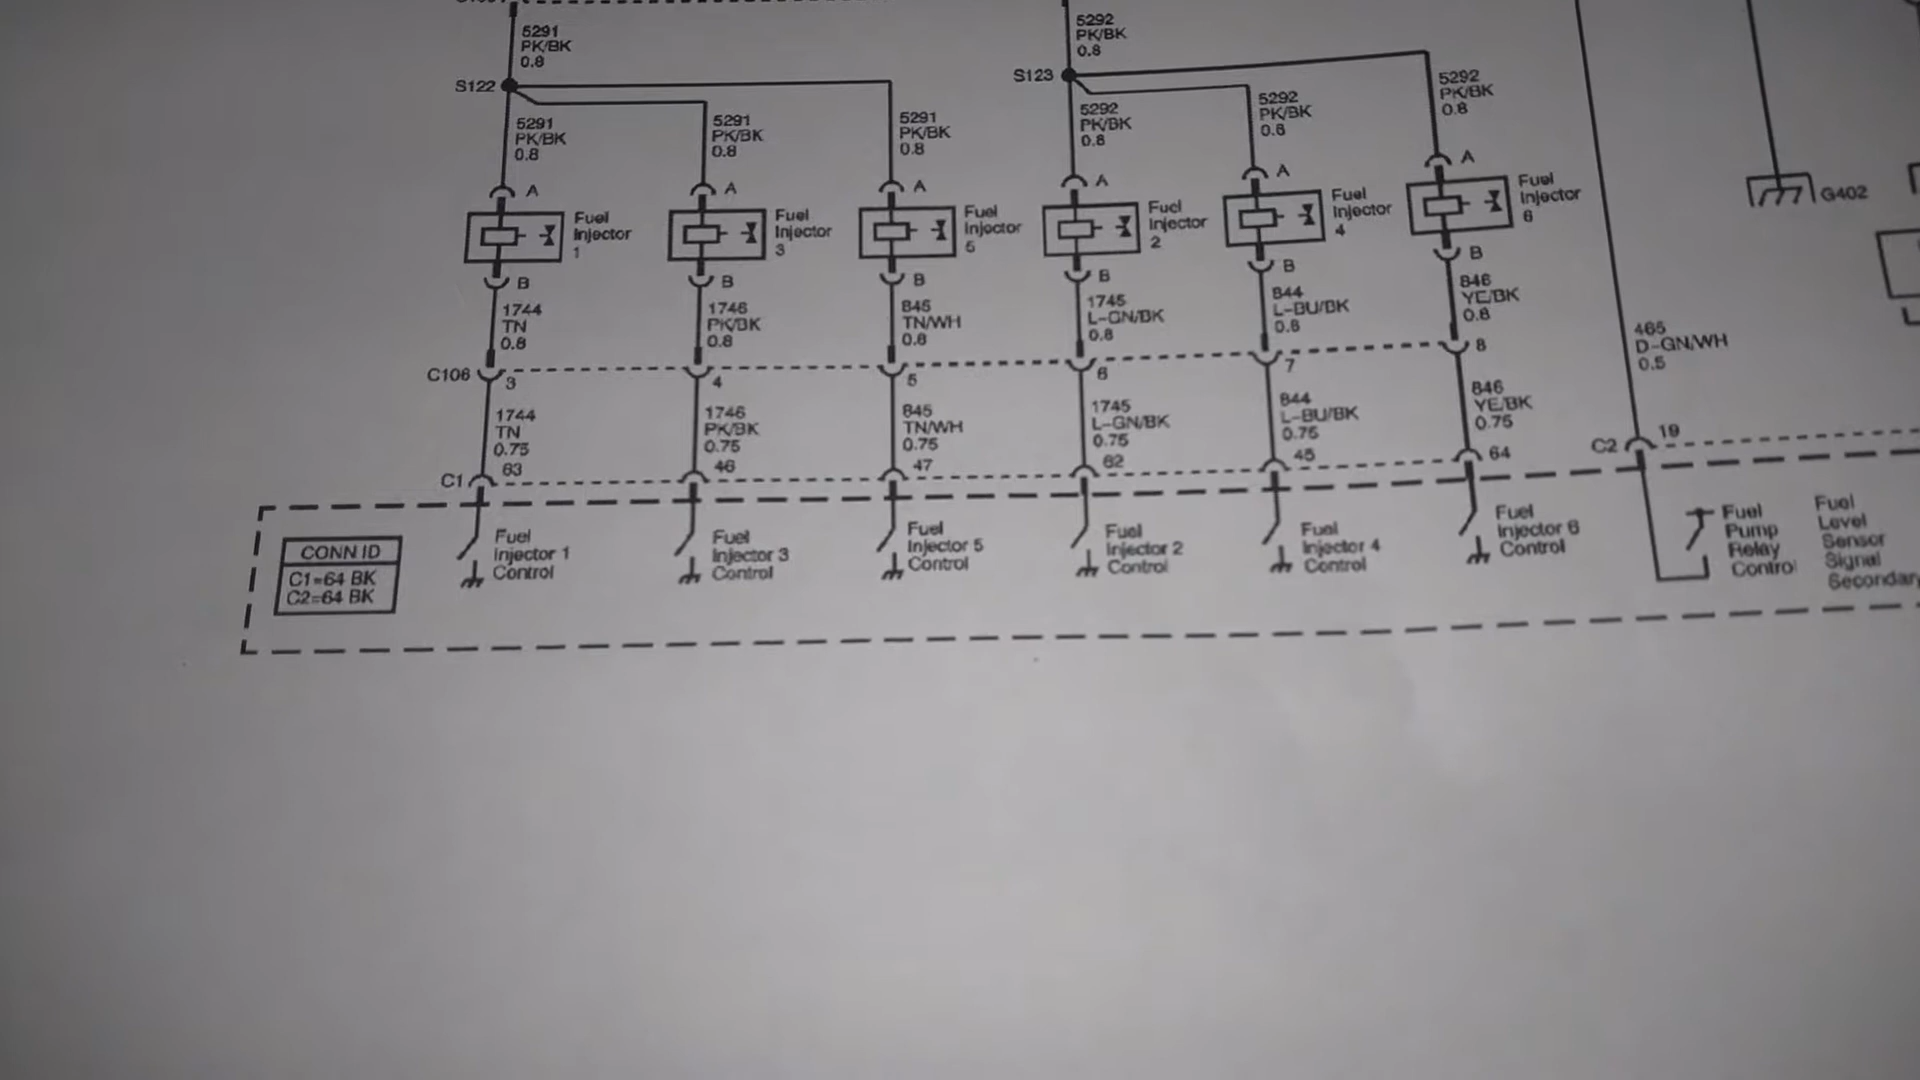 5291
PK/BK
0.8
5292
PK/BK
0.8
S122
S123
5291
PK/BK
0.8
5291
PK/BK
0.8
5291
PK/BK
0.8
5292
PK/BK
0.8
5292
PK/BK
0.8
5292
PK/BK
0.8
A
A
A
A
A
A
Fuel
Injector
1
Fuel
Injector
3
Fuel
Injector
5
Fuel
Injector
2
Fuel
Injector
4
Fuel
Injector
6
G402
B
B
B
B
B
B
1744
TN
0.8
1746
PK/BK
0.8
845
TN/WH
0.8
1745
L-GN/BK
0.8
844
L-BU/BK
0.8
846
YE/BK
0.8
465
D-GN/WH
0.5
C106
3
4
5
6
7
8
1744
TN
0.75
1746
PK/BK
0.75
845
TN/WH
0.75
1745
L-GN/BK
0.75
844
L-BU/BK
0.75
846
YE/BK
0.75
C1
63
46
47
62
45
64
C2
19
CONN ID
C1=64 BK
C2=64 BK
Fuel
Injector 1
Control
Fuel
Injector 3
Control
Fuel
Injector 5
Control
Fuel
Injector 2
Control
Fuel
Injector 4
Control
Fuel
Injector 6
Control
Fuel
Pump
Relay
Control
Fuel
Level
Sensor
Signal
Secondary